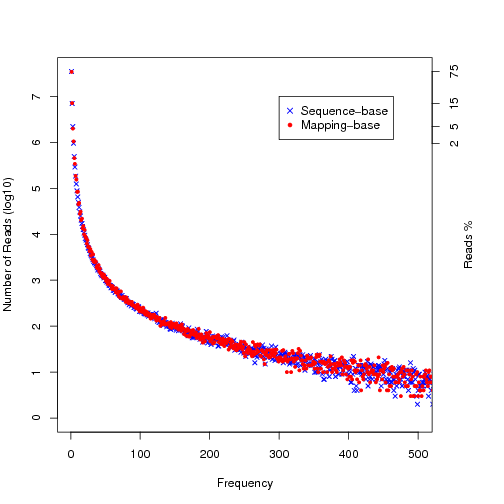 75
15
5
2
7
6
5
4
3
2
1
0
Sequence−base
Mapping−base
Number of Reads (log10)
Reads %
0 100 200 300 400 500
Frequency